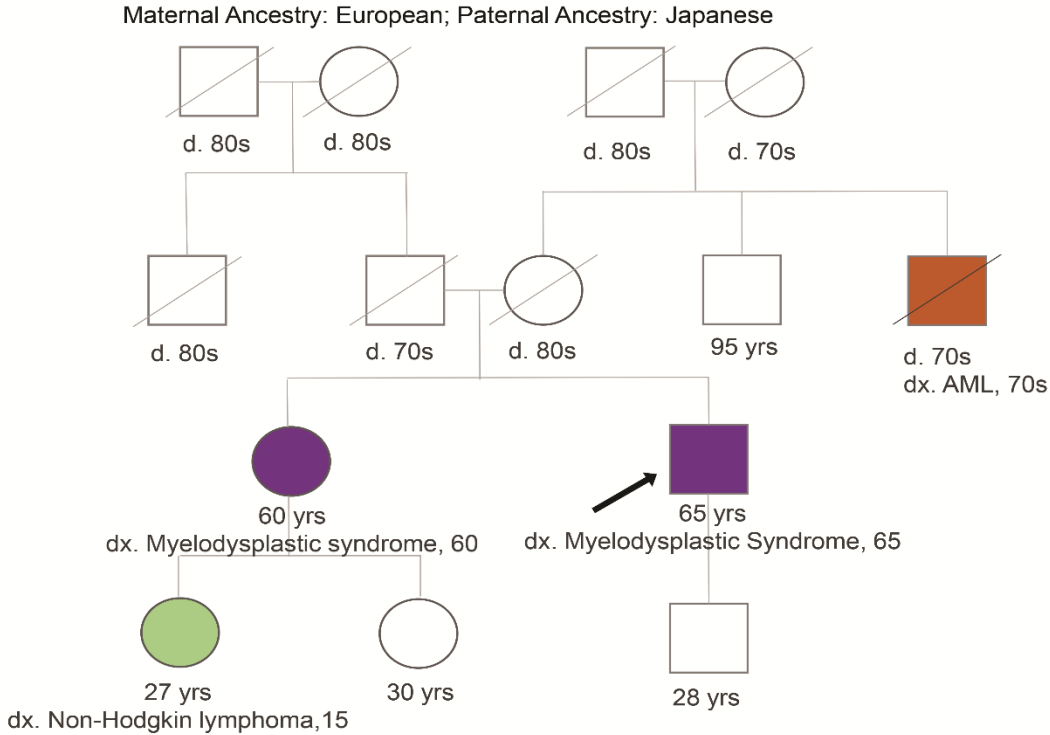 Maternal Ancestry: European; Paternal Ancestry: Japanese
d. 80s
d. 80s
d. 80s
d. 70s
d. 80s
d. 70s
d. 80s
95 yrs
d. 70s
dx. AML, 70s
60 yrs
dx. Myelodysplastic syndrome, 60
65 yrs
dx. Myelodysplastic Syndrome, 65
27 yrs
dx. Non-Hodgkin lymphoma,15
30 yrs
28 yrs